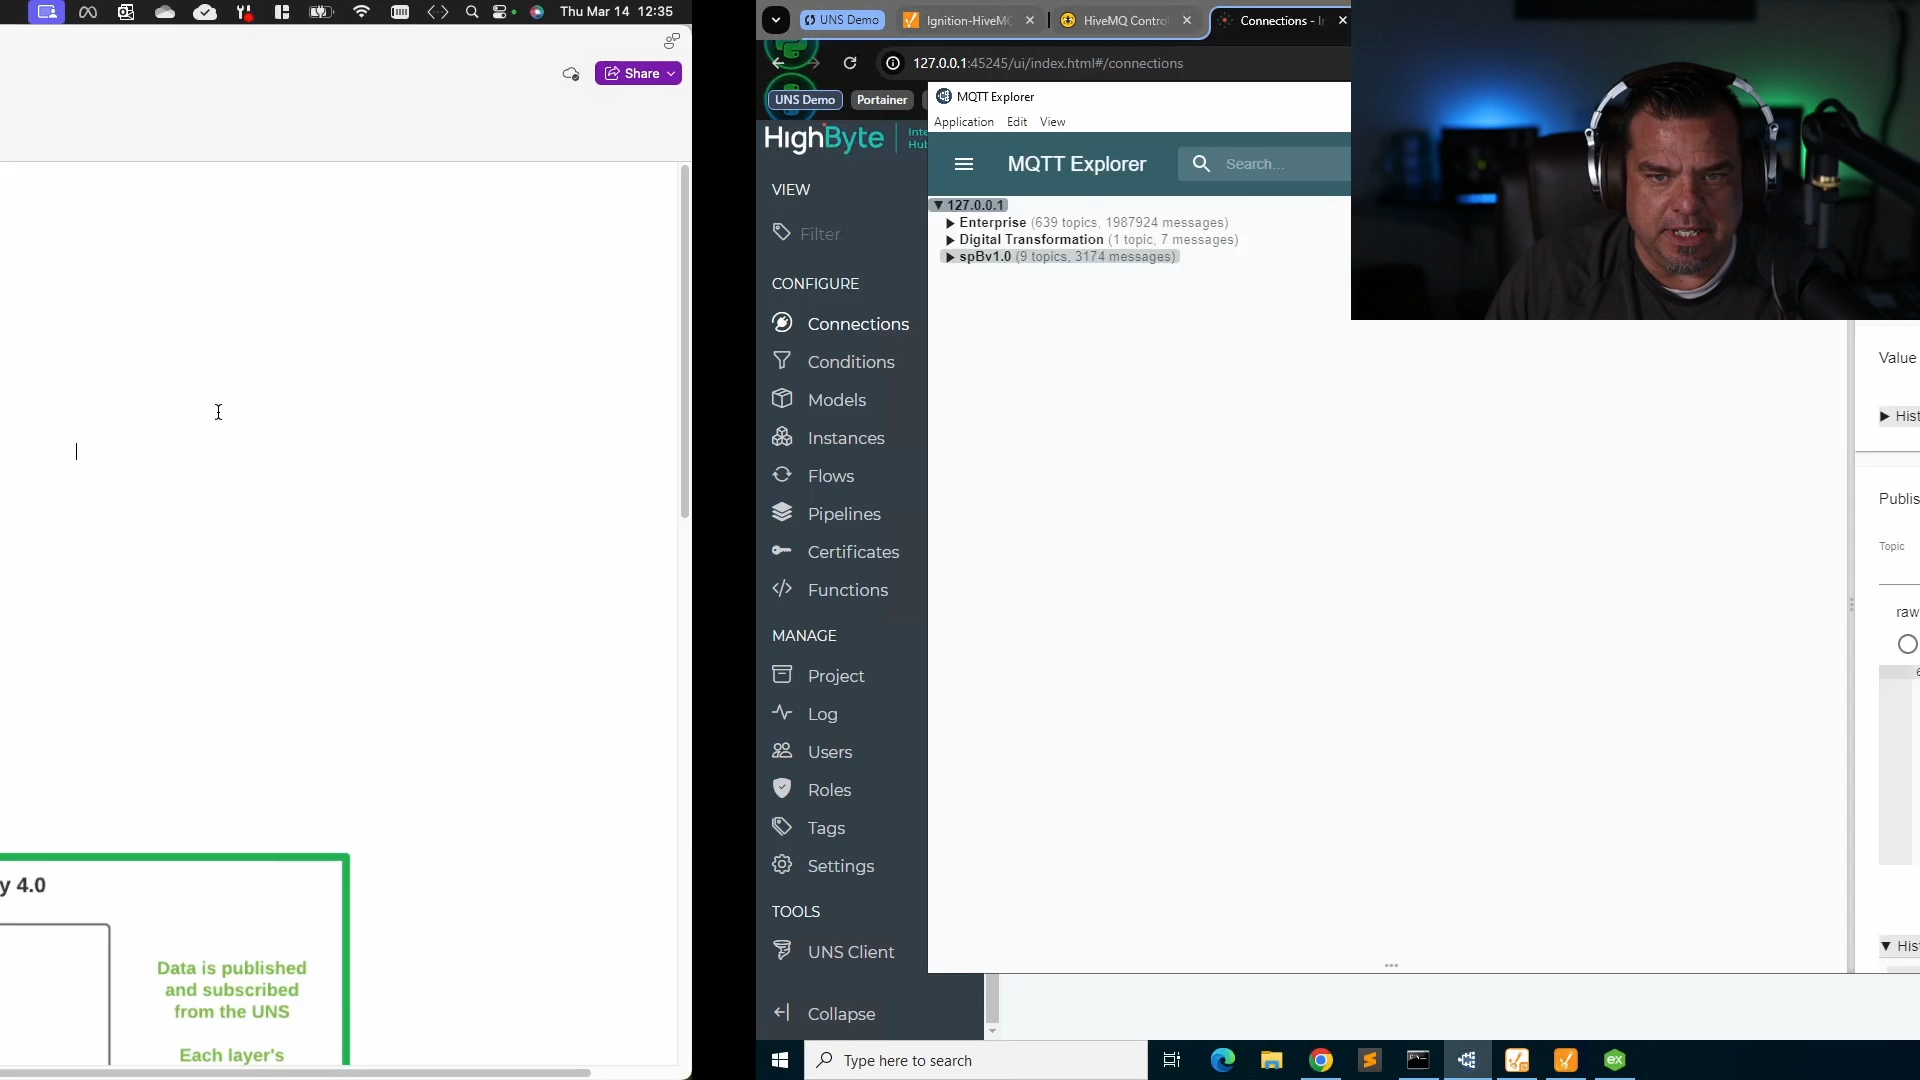 Thu Mar 14 12:35
Share
y 4.0
Data is published
and subscribed
from the UNS
Each layer's
UNS Demo
Ignition-HiveM
HiveMQ Contro
Connections - I
127.0.0.1:45245/ui/index.html#/connections
UNS Demo
Portainer
HighByte
Inte
Hub
VIEW
Filter
CONFIGURE
Connections
Conditions
Models
Instances
Flows
Pipelines
Certificates
Functions
MANAGE
Project
Log
Users
Roles
Tags
Settings
TOOLS
UNS Client
Collapse
MQTT Explorer
Application Edit View
MQTT Explorer
Search...
▼ 127.0.0.1
▶ Enterprise (639 topics, 1987924 messages)
▶ Digital Transformation (1 topic, 7 messages)
▶ spBv1.0 (9 topics, 3174 messages)
Value
▶ Hist
Publis
Topic
raw
▼ His
Type here to search
ex